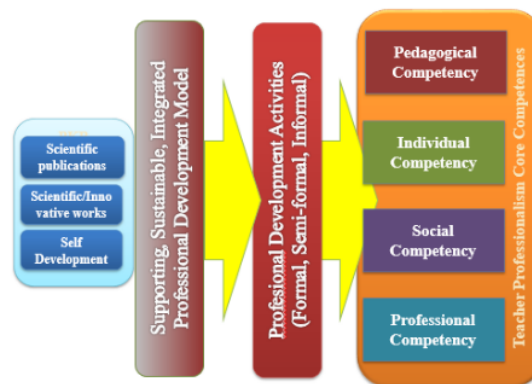 Scientific
publications
Scientific/Inno
vative works
Self
Development
Supporting, Sustainable, Integrated
Professional Development Model
Profesional Development Activities
(Formal, Semi-formal, Informal)
Pedagogical
Competency
Individual
Competency
Social
Competency
Professional
Competency
Teacher Professionalism Core Competences